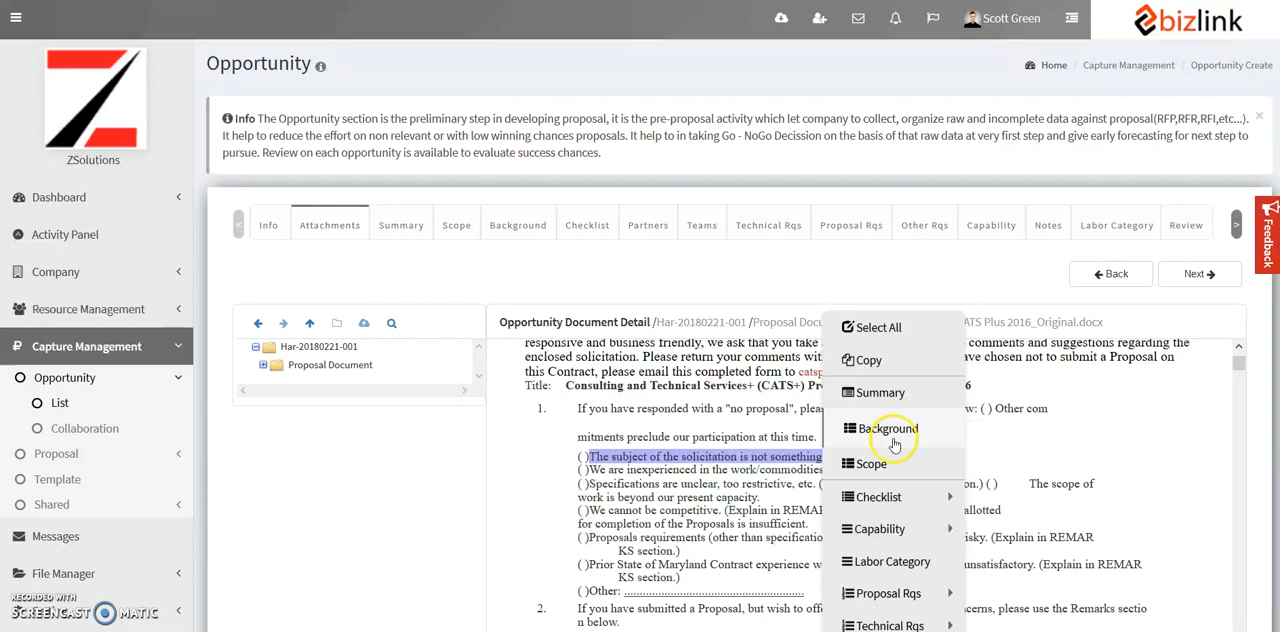 Scott Green
bizlink
ZSolutions
Dashboard
Activity Panel
Company
Resource Management
Capture Management
Opportunity
List
Collaboration
Proposal
Template
Shared
Messages
File Manager
RECORDED WITH
SCREENCAST MATIC
Opportunity
Home / Capture Management / Opportunity Create
Info The Opportunity section is the preliminary step in developing proposal, it is the pre-proposal activity which let company to collect, organize raw and incomplete data against proposal(RFP,RFR,RFI,etc...).
It help to reduce the effort on non relevant or with low winning chances proposals. It help to in taking Go - NoGo Decission on the basis of that raw data at very first step and give early forecasting for next step to
pursue. Review on each opportunity is available to evaluate success chances.
×
< Info Attachments Summary Scope Background Checklist Partners Teams Technical Rqs Proposal Rqs Other Rqs Capability Notes Labor Category Review >
Feedback
Back Next
Har-20180221-001
Proposal Document
Opportunity Document Detail /Har-20180221-001 /Proposal Docu ATS Plus 2016_Original.docx
responsive and business friendly, we ask that you take comments and suggestions regarding the
enclosed solicitation. Please return your comments with ave chosen not to submit a Proposal on
this Contract, please email this completed form to catsp
Title: Consulting and Technical Services+ (CATS+) Pro 6
1. If you have responded with a "no proposal", plea w: ( ) Other com
mitments preclude our participation at this time.
( )The subject of the solicitation is not something
( )We are inexperienced in the work/commodities
( )Specifications are unclear, too restrictive, etc. ( on.) ( ) The scope of
work is beyond our present capacity.
( )We cannot be competitive. (Explain in REMAR allotted
for completion of the Proposals is insufficient.
( )Proposals requirements (other than specification isky. (Explain in REMAR
KS section.)
( )Prior State of Maryland Contract experience w unsatisfactory. (Explain in REMAR
KS section.)
( )Other:
2. If you have submitted a Proposal, but wish to off cerns, please use the Remarks sectio
n below.
Select All
Copy
Summary
Background
Scope
Checklist
Capability
Labor Category
Proposal Rqs
Technical Rqs